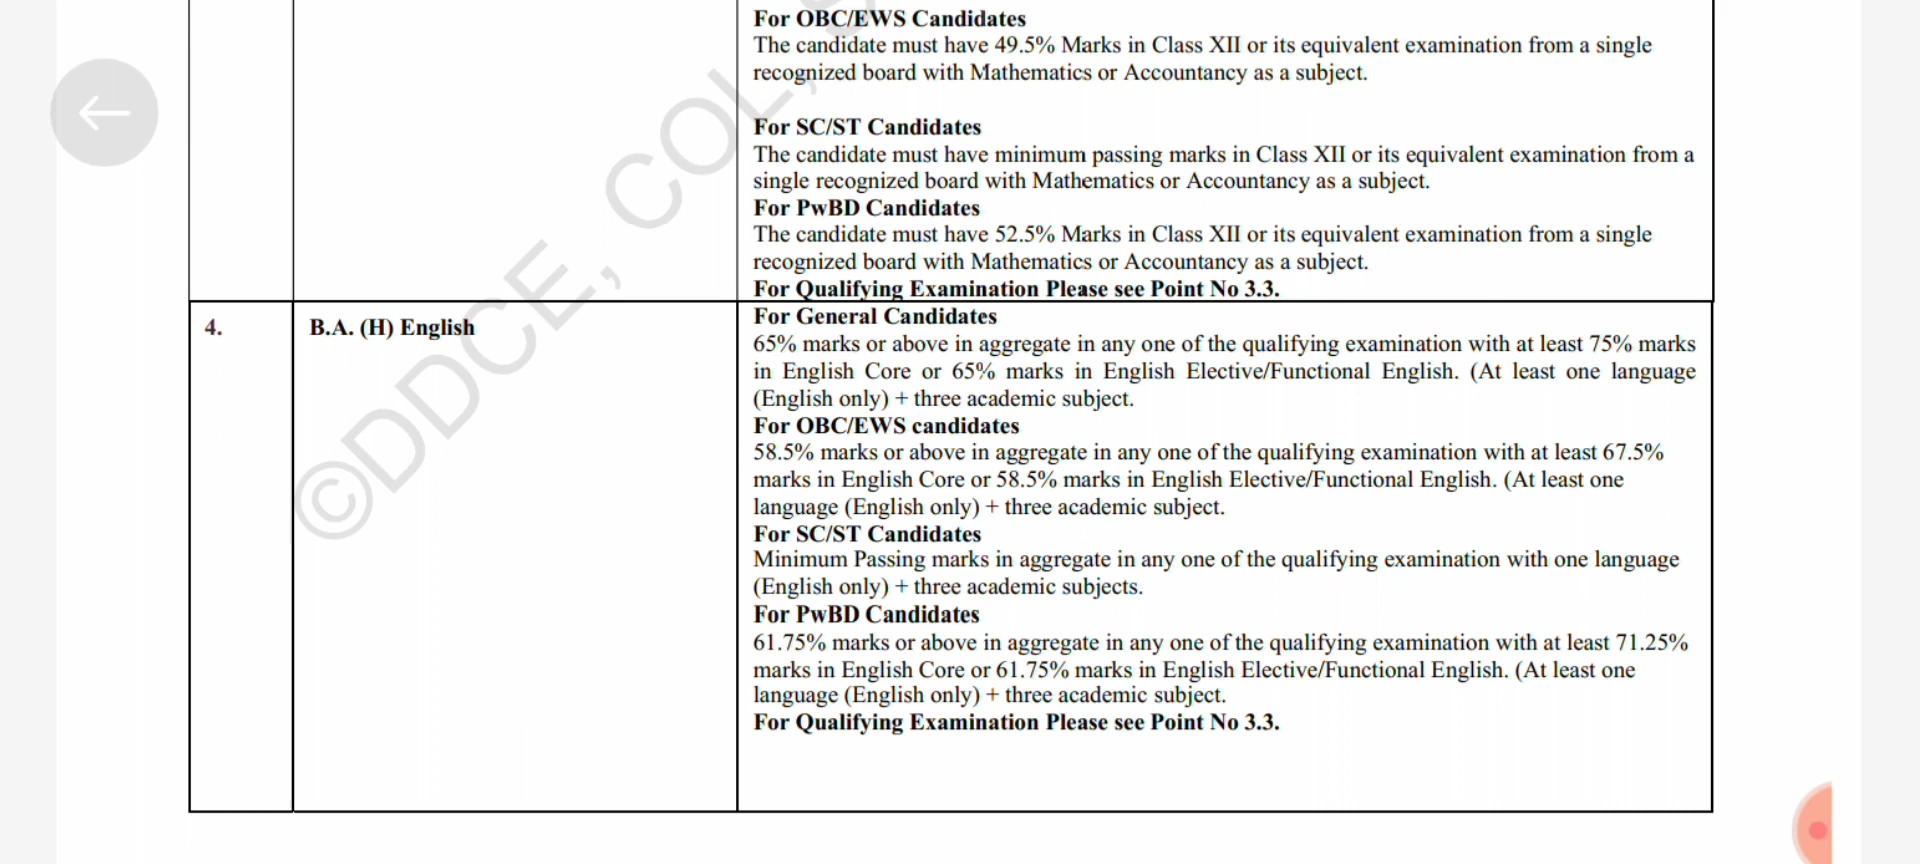 For OBC/EWS Candidates
The candidate must have 49.5% Marks in Class XII or its equivalent examination from a single
recognized board with Mathematics or Accountancy as a subject.
For SC/ST Candidates
The candidate must have minimum passing marks in Class XII or its equivalent examination from a
single recognized board with Mathematics or Accountancy as a subject.
For PwBD Candidates
The candidate must have 52.5% Marks in Class XII or its equivalent examination from a single
recognized board with Mathematics or Accountancy as a subject.
For Qualifying Examination Please see Point No 3.3.
4.
B.A. (H) English
For General Candidates
65% marks or above in aggregate in any one of the qualifying examination with at least 75% marks
in English Core or 65% marks in English Elective/Functional English. (At least one language
(English only) + three academic subject.
For OBC/EWS candidates
58.5% marks or above in aggregate in any one of the qualifying examination with at least 67.5%
marks in English Core or 58.5% marks in English Elective/Functional English. (At least one
language (English only) + three academic subject.
For SC/ST Candidates
Minimum Passing marks in aggregate in any one of the qualifying examination with one language
(English only) + three academic subjects.
For PwBD Candidates
61.75% marks or above in aggregate in any one of the qualifying examination with at least 71.25%
marks in English Core or 61.75% marks in English Elective/Functional English. (At least one
language (English only) + three academic subject.
For Qualifying Examination Please see Point No 3.3.
©DDCE, COL,